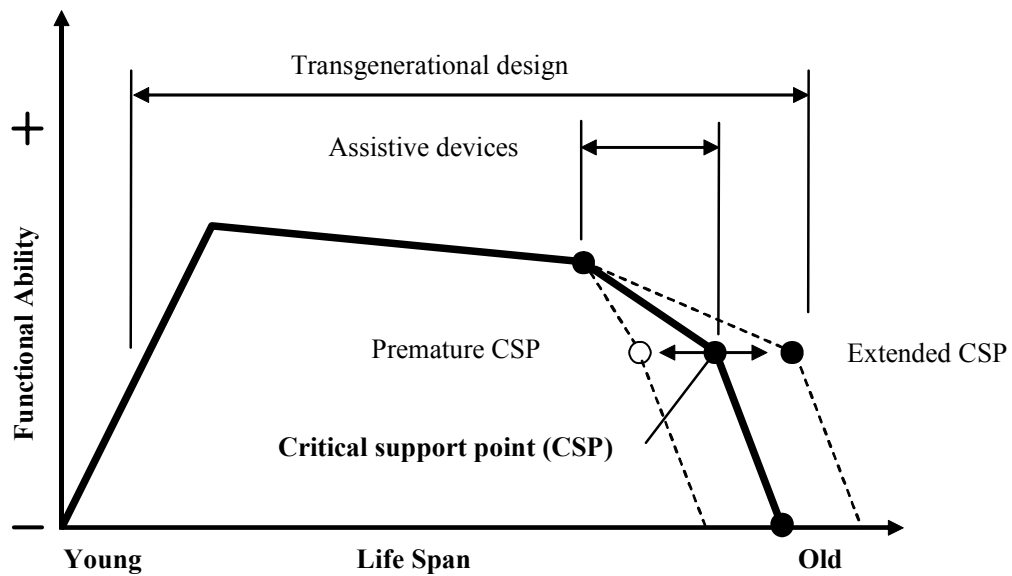 Transgenerational design
+
Assistive devices
Functional Ability
Premature CSP
Extended CSP
Critical support point (CSP)
–
Young
Life Span
Old